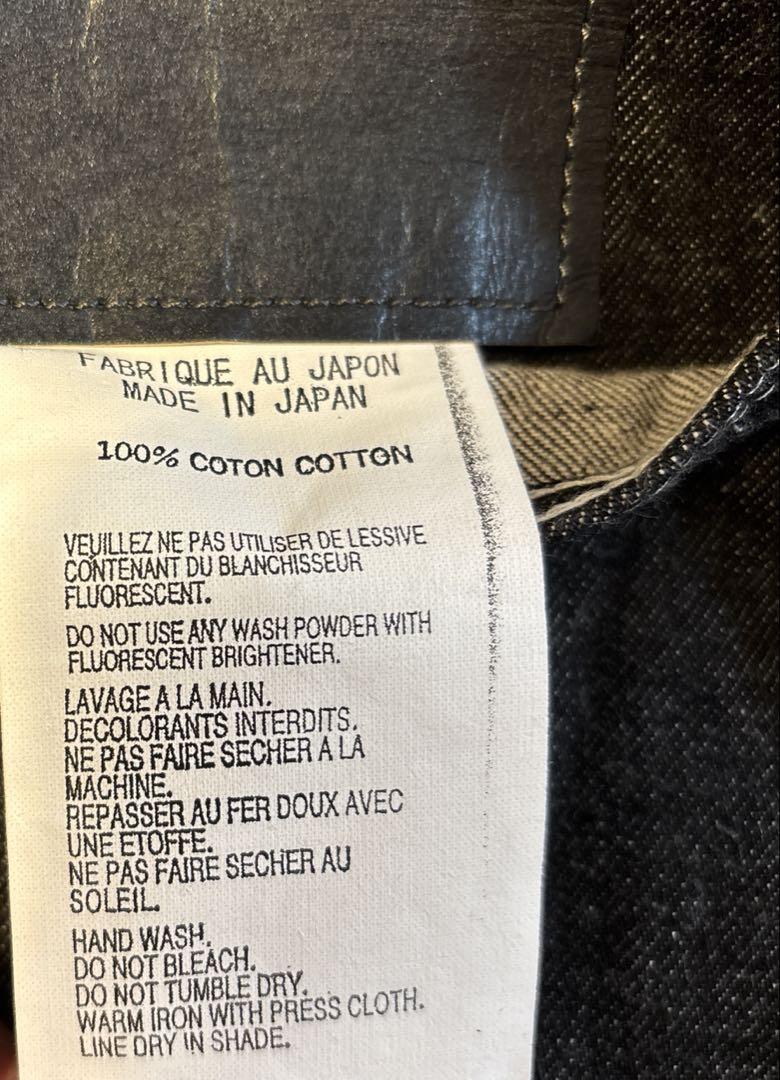 FABRIQUE AU JAPON
MADE IN JAPAN
100% COTON COTTON
VEUILLEZ NE PAS UTILISER DE LESSIVE
CONTENANT DU BLANCHISSEUR
FLUORESCENT.
DO NOT USE ANY WASH POWDER WITH
FLUORESCENT BRIGHTENER.
LAVAGE A LA MAIN.
DECOLORANTS INTERDITS.
NE PAS FAIRE SECHER A LA
MACHINE.
REPASSER AU FER DOUX AVEC
UNE ETOFFE.
NE PAS FAIRE SECHER AU
SOLEIL.
HAND WASH.
DO NOT BLEACH.
DO NOT TUMBLE DRY.
WARM IRON WITH PRESS CLOTH.
LINE DRY IN SHADE.